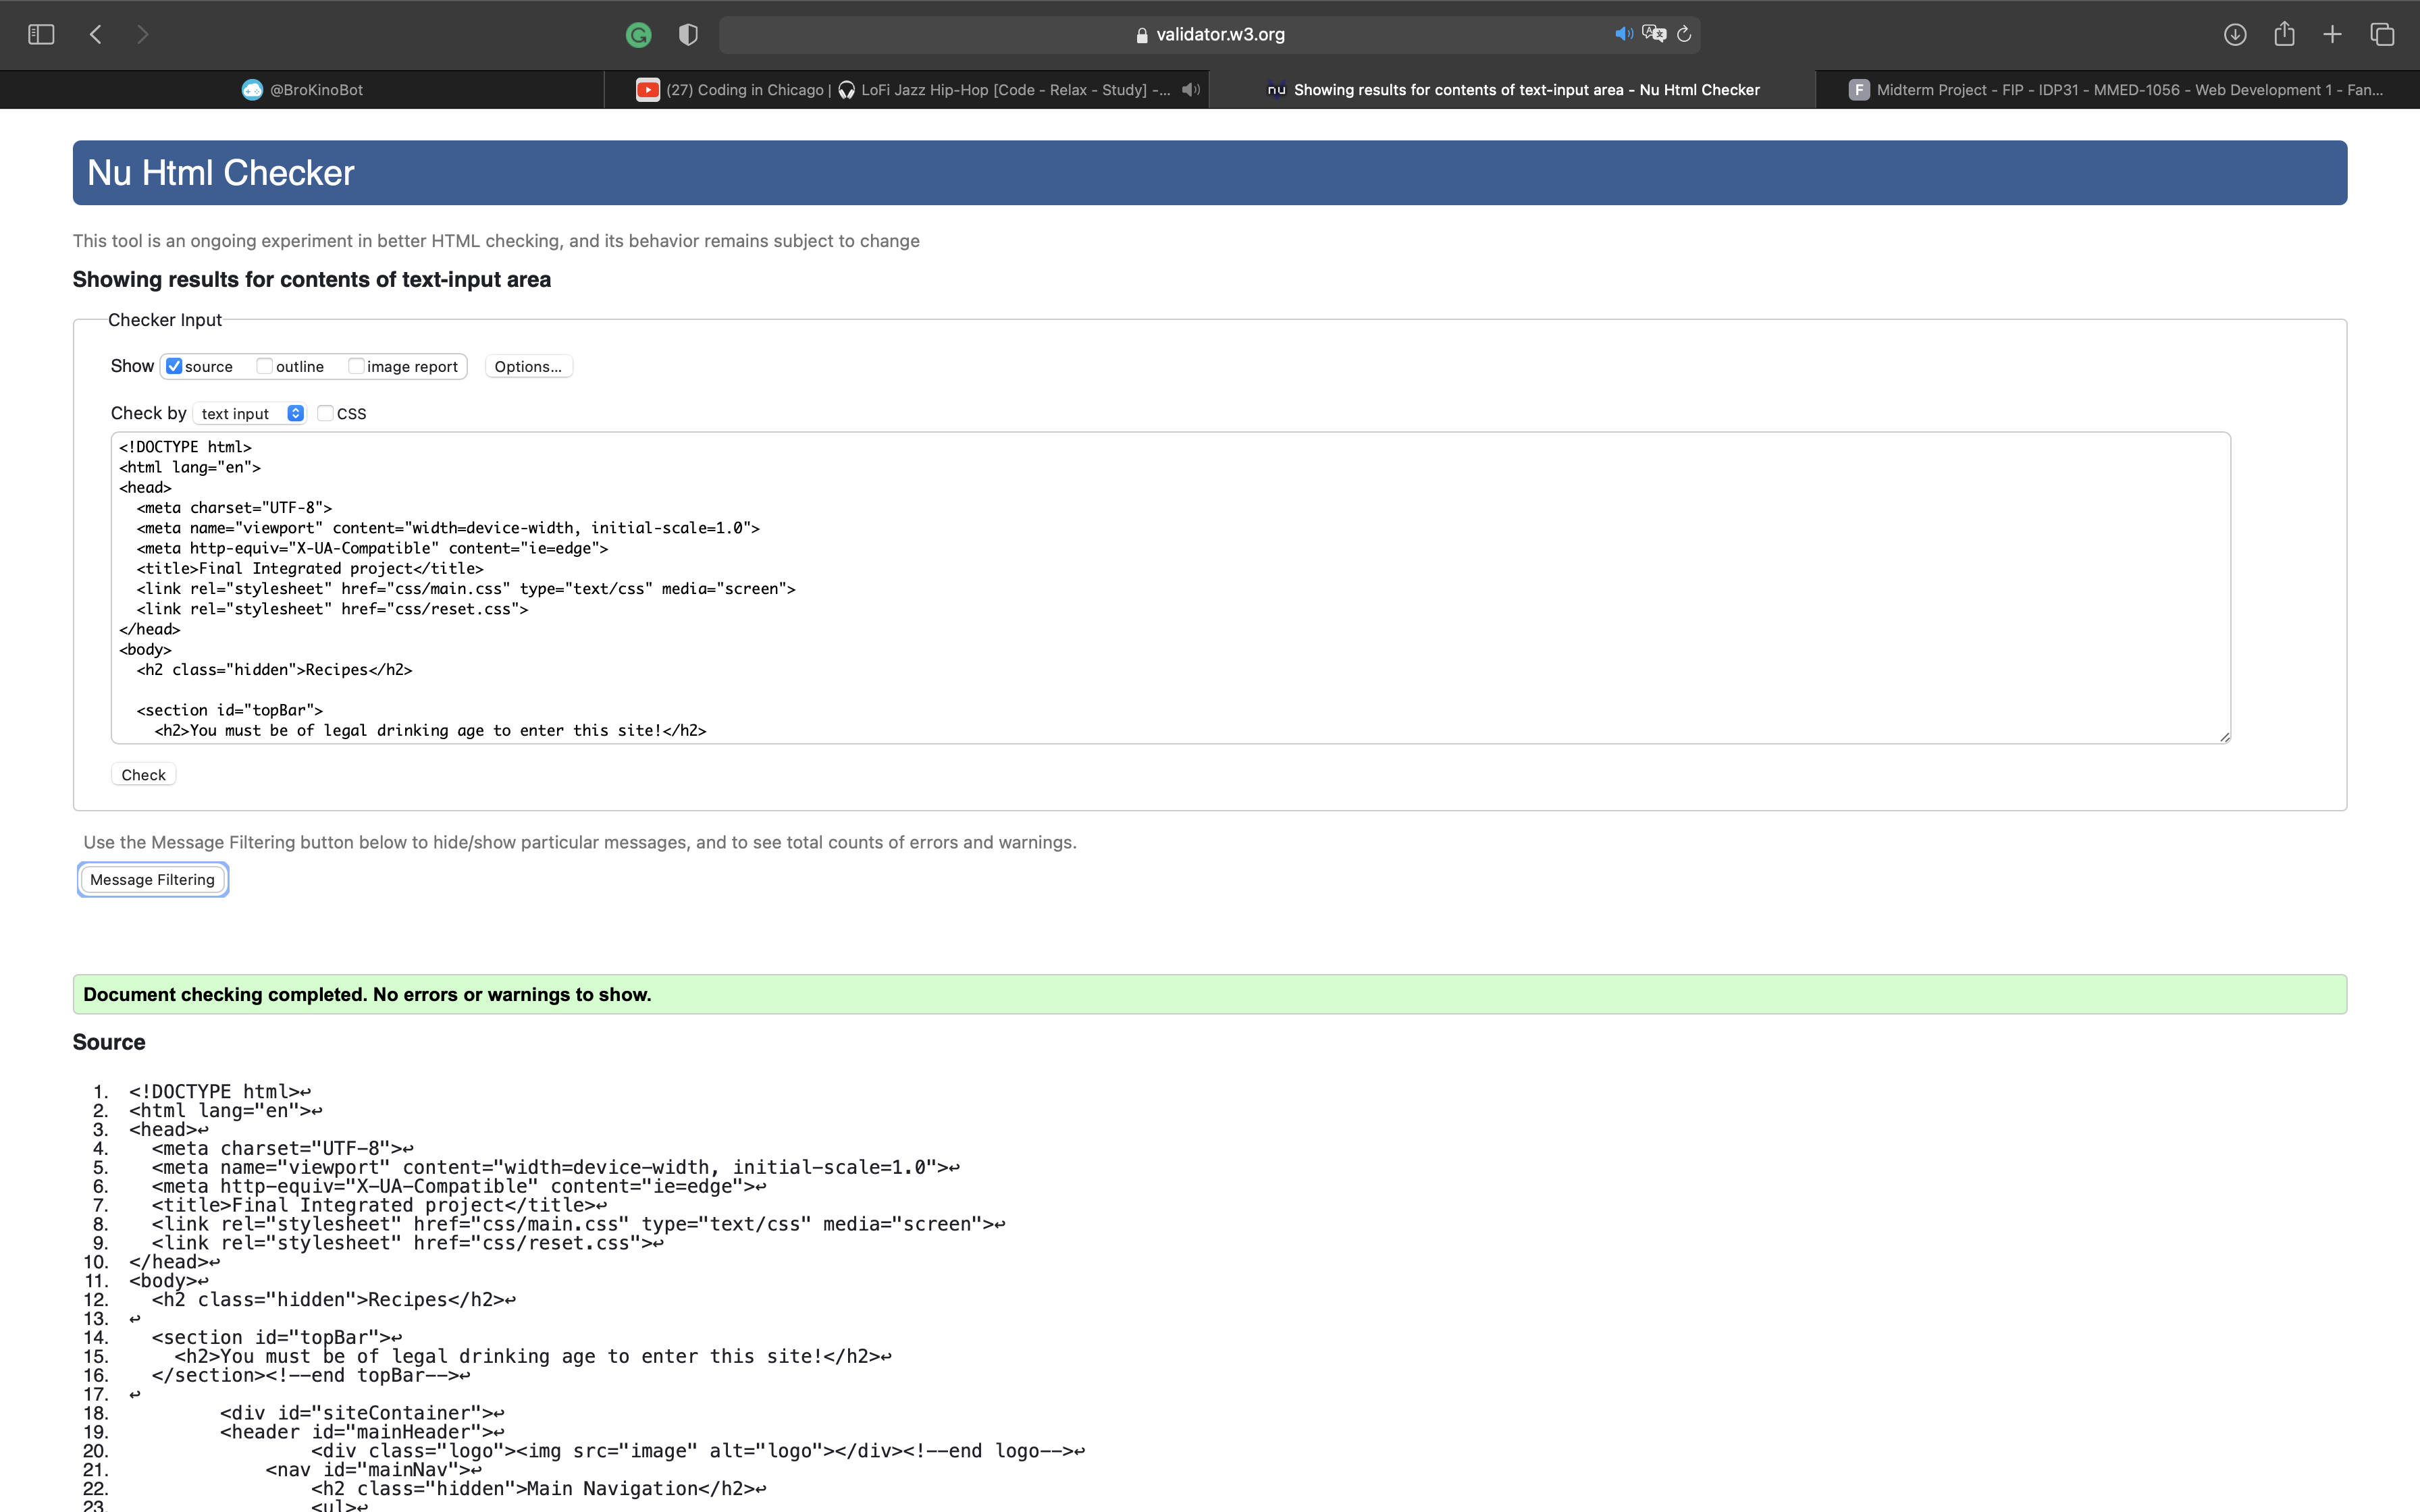 validator.w3.org
@BroKinoBot
(27) Coding in Chicago | 🎧 LoFi Jazz Hip-Hop [Code - Relax - Study] -...
nu Showing results for contents of text-input area - Nu Html Checker
F Midterm Project - FIP - IDP31 - MMED-1056 - Web Development 1 - Fan...
Nu Html Checker
This tool is an ongoing experiment in better HTML checking, and its behavior remains subject to change
Showing results for contents of text-input area
Checker Input
Show source outline image report Options...
Check by text input CSS
<!DOCTYPE html>
<html lang="en">
<head>
<meta charset="UTF-8">
<meta name="viewport" content="width=device-width, initial-scale=1.0">
<meta http-equiv="X-UA-Compatible" content="ie=edge">
<title>Final Integrated project</title>
<link rel="stylesheet" href="css/main.css" type="text/css" media="screen">
<link rel="stylesheet" href="css/reset.css">
</head>
<body>
<h2 class="hidden">Recipes</h2>
<section id="topBar">
<h2>You must be of legal drinking age to enter this site!</h2>
Check
Use the Message Filtering button below to hide/show particular messages, and to see total counts of errors and warnings.
Message Filtering
Document checking completed. No errors or warnings to show.
Source
1. <!DOCTYPE html>↩
2. <html lang="en">↩
3. <head>↩
4. <meta charset="UTF-8">↩
5. <meta name="viewport" content="width=device-width, initial-scale=1.0">↩
6. <meta http-equiv="X-UA-Compatible" content="ie=edge">↩
7. <title>Final Integrated project</title>↩
8. <link rel="stylesheet" href="css/main.css" type="text/css" media="screen">↩
9. <link rel="stylesheet" href="css/reset.css">↩
10. </head>↩
11. <body>↩
12. <h2 class="hidden">Recipes</h2>↩
13. ↩
14. <section id="topBar">↩
15. <h2>You must be of legal drinking age to enter this site!</h2>↩
16. </section><!--end topBar-->↩
17. ↩
18. <div id="siteContainer">↩
19. <header id="mainHeader">↩
20. <div class="logo"><img src="image" alt="logo"></div><!--end logo-->↩
21. <nav id="mainNav">↩
22. <h2 class="hidden">Main Navigation</h2>↩
23. <ul>↩